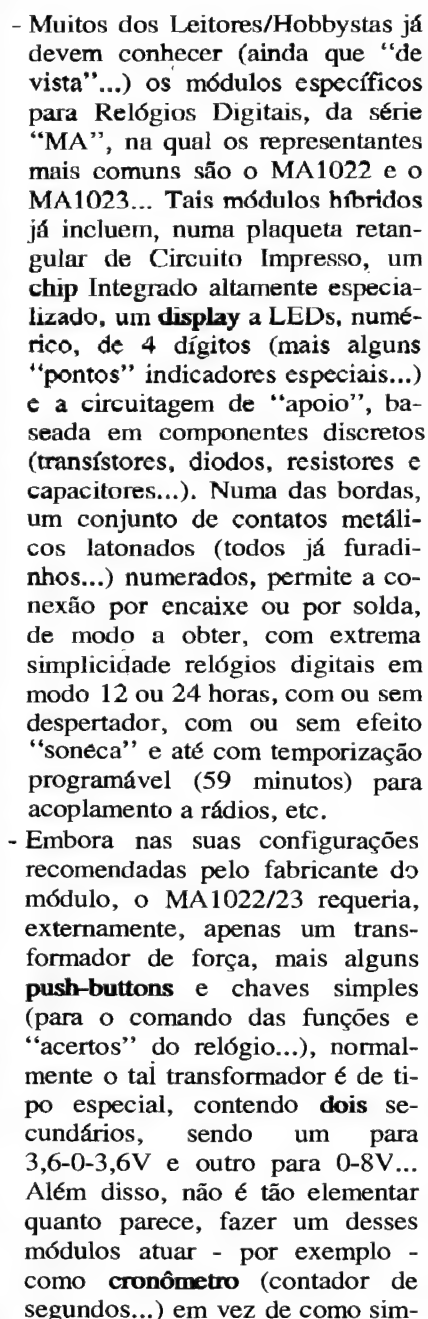 - Muitos dos Leitores/Hobbystas já
devem conhecer (ainda que “de
vista”...) os módulos específicos
para Relógios Digitais, da série
“MA”, na qual os representantes
mais comuns são o MA1022 e o
MA1023... Tais módulos híbridos
já incluem, numa plaqueta retan-
gular de Circuito Impresso, um
chip Integrado altamente especia-
lizado, um display a LEDs, numé-
rico, de 4 dígitos (mais alguns
“pontos” indicadores especiais...)
e a circuitagem de “apoio”, ba-
seada em componentes discretos
(transístores, diodos, resistores e
capacitores...). Numa das bordas,
um conjunto de contatos metáli-
cos latonados (todos já furadi-
nhos...) numerados, permite a co-
nexão por encaixe ou por solda,
de modo a obter, com extrema
simplicidade relógios digitais em
modo 12 ou 24 horas, com ou sem
despertador, com ou sem efeito
“soneca” e até com temporização
programável (59 minutos) para
acoplamento a rádios, etc.
- Embora nas suas configurações
recomendadas pelo fabricante do
módulo, o MA1022/23 requeria,
externamente, apenas um trans-
formador de força, mais alguns
push-buttons e chaves simples
(para o comando das funções e
“acertos” do relógio...), normal-
mente o tal transformador é de ti-
po especial, contendo dois se-
cundários, sendo um para
3,6-0-3,6V e outro para 0-8V...
Além disso, não é tão elementar
quanto parece, fazer um desses
módulos atuar - por exemplo -
como cronômetro (contador de
segundos...) em vez de como sim-